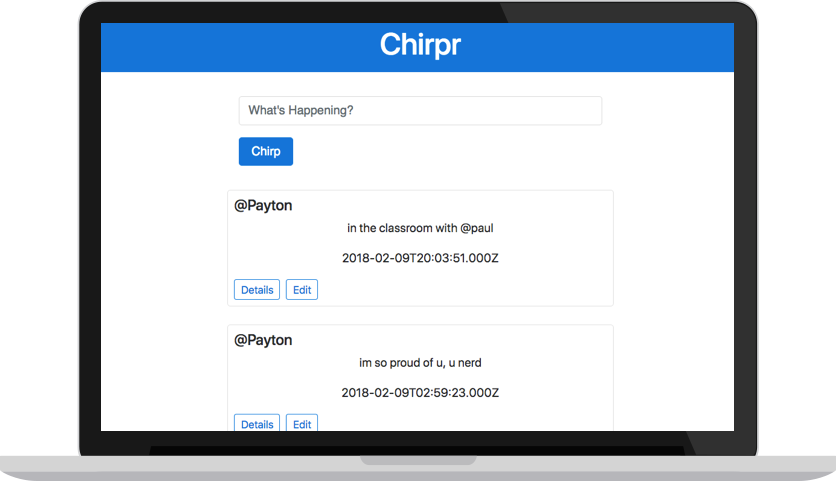 Chirpr
What's Happening?
Chirp
@Payton
in the classroom with @paul
2018-02-09T20:03:51.000Z
Details Edit
@Payton
im so proud of u, u nerd
2018-02-09T02:59:23.000Z
Details Edit